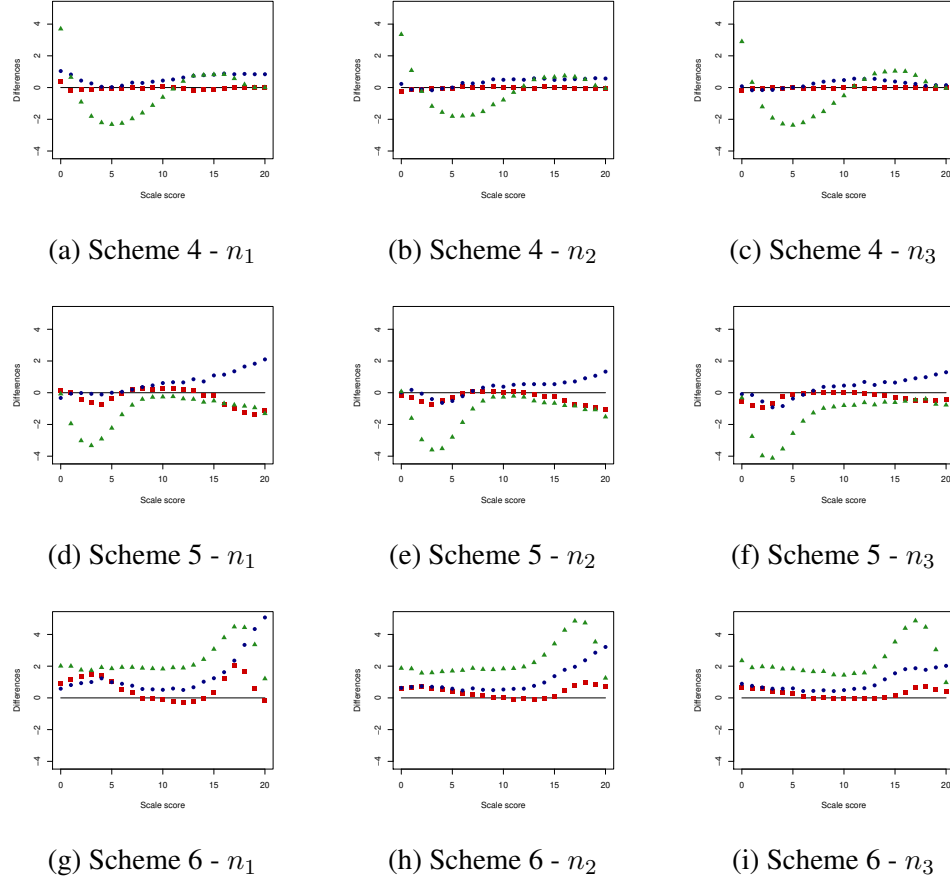 Differences
-4 -2 0 2 4
0 5 10 15 20
Scale score
Differences
-4 -2 0 2 4
0 5 10 15 20
Scale score
Differences
-4 -2 0 2 4
0 5 10 15 20
Scale score
(a) Scheme 4 - n₁
(b) Scheme 4 - n₂
(c) Scheme 4 - n₃
Differences
-4 -2 0 2 4
0 5 10 15 20
Scale score
Differences
-4 -2 0 2 4
0 5 10 15 20
Scale score
Differences
-4 -2 0 2 4
0 5 10 15 20
Scale score
(d) Scheme 5 - n₁
(e) Scheme 5 - n₂
(f) Scheme 5 - n₃
Differences
-4 -2 0 2 4
0 5 10 15 20
Scale score
Differences
-4 -2 0 2 4
0 5 10 15 20
Scale score
Differences
-4 -2 0 2 4
0 5 10 15 20
Scale score
(g) Scheme 6 - n₁
(h) Scheme 6 - n₂
(i) Scheme 6 - n₃